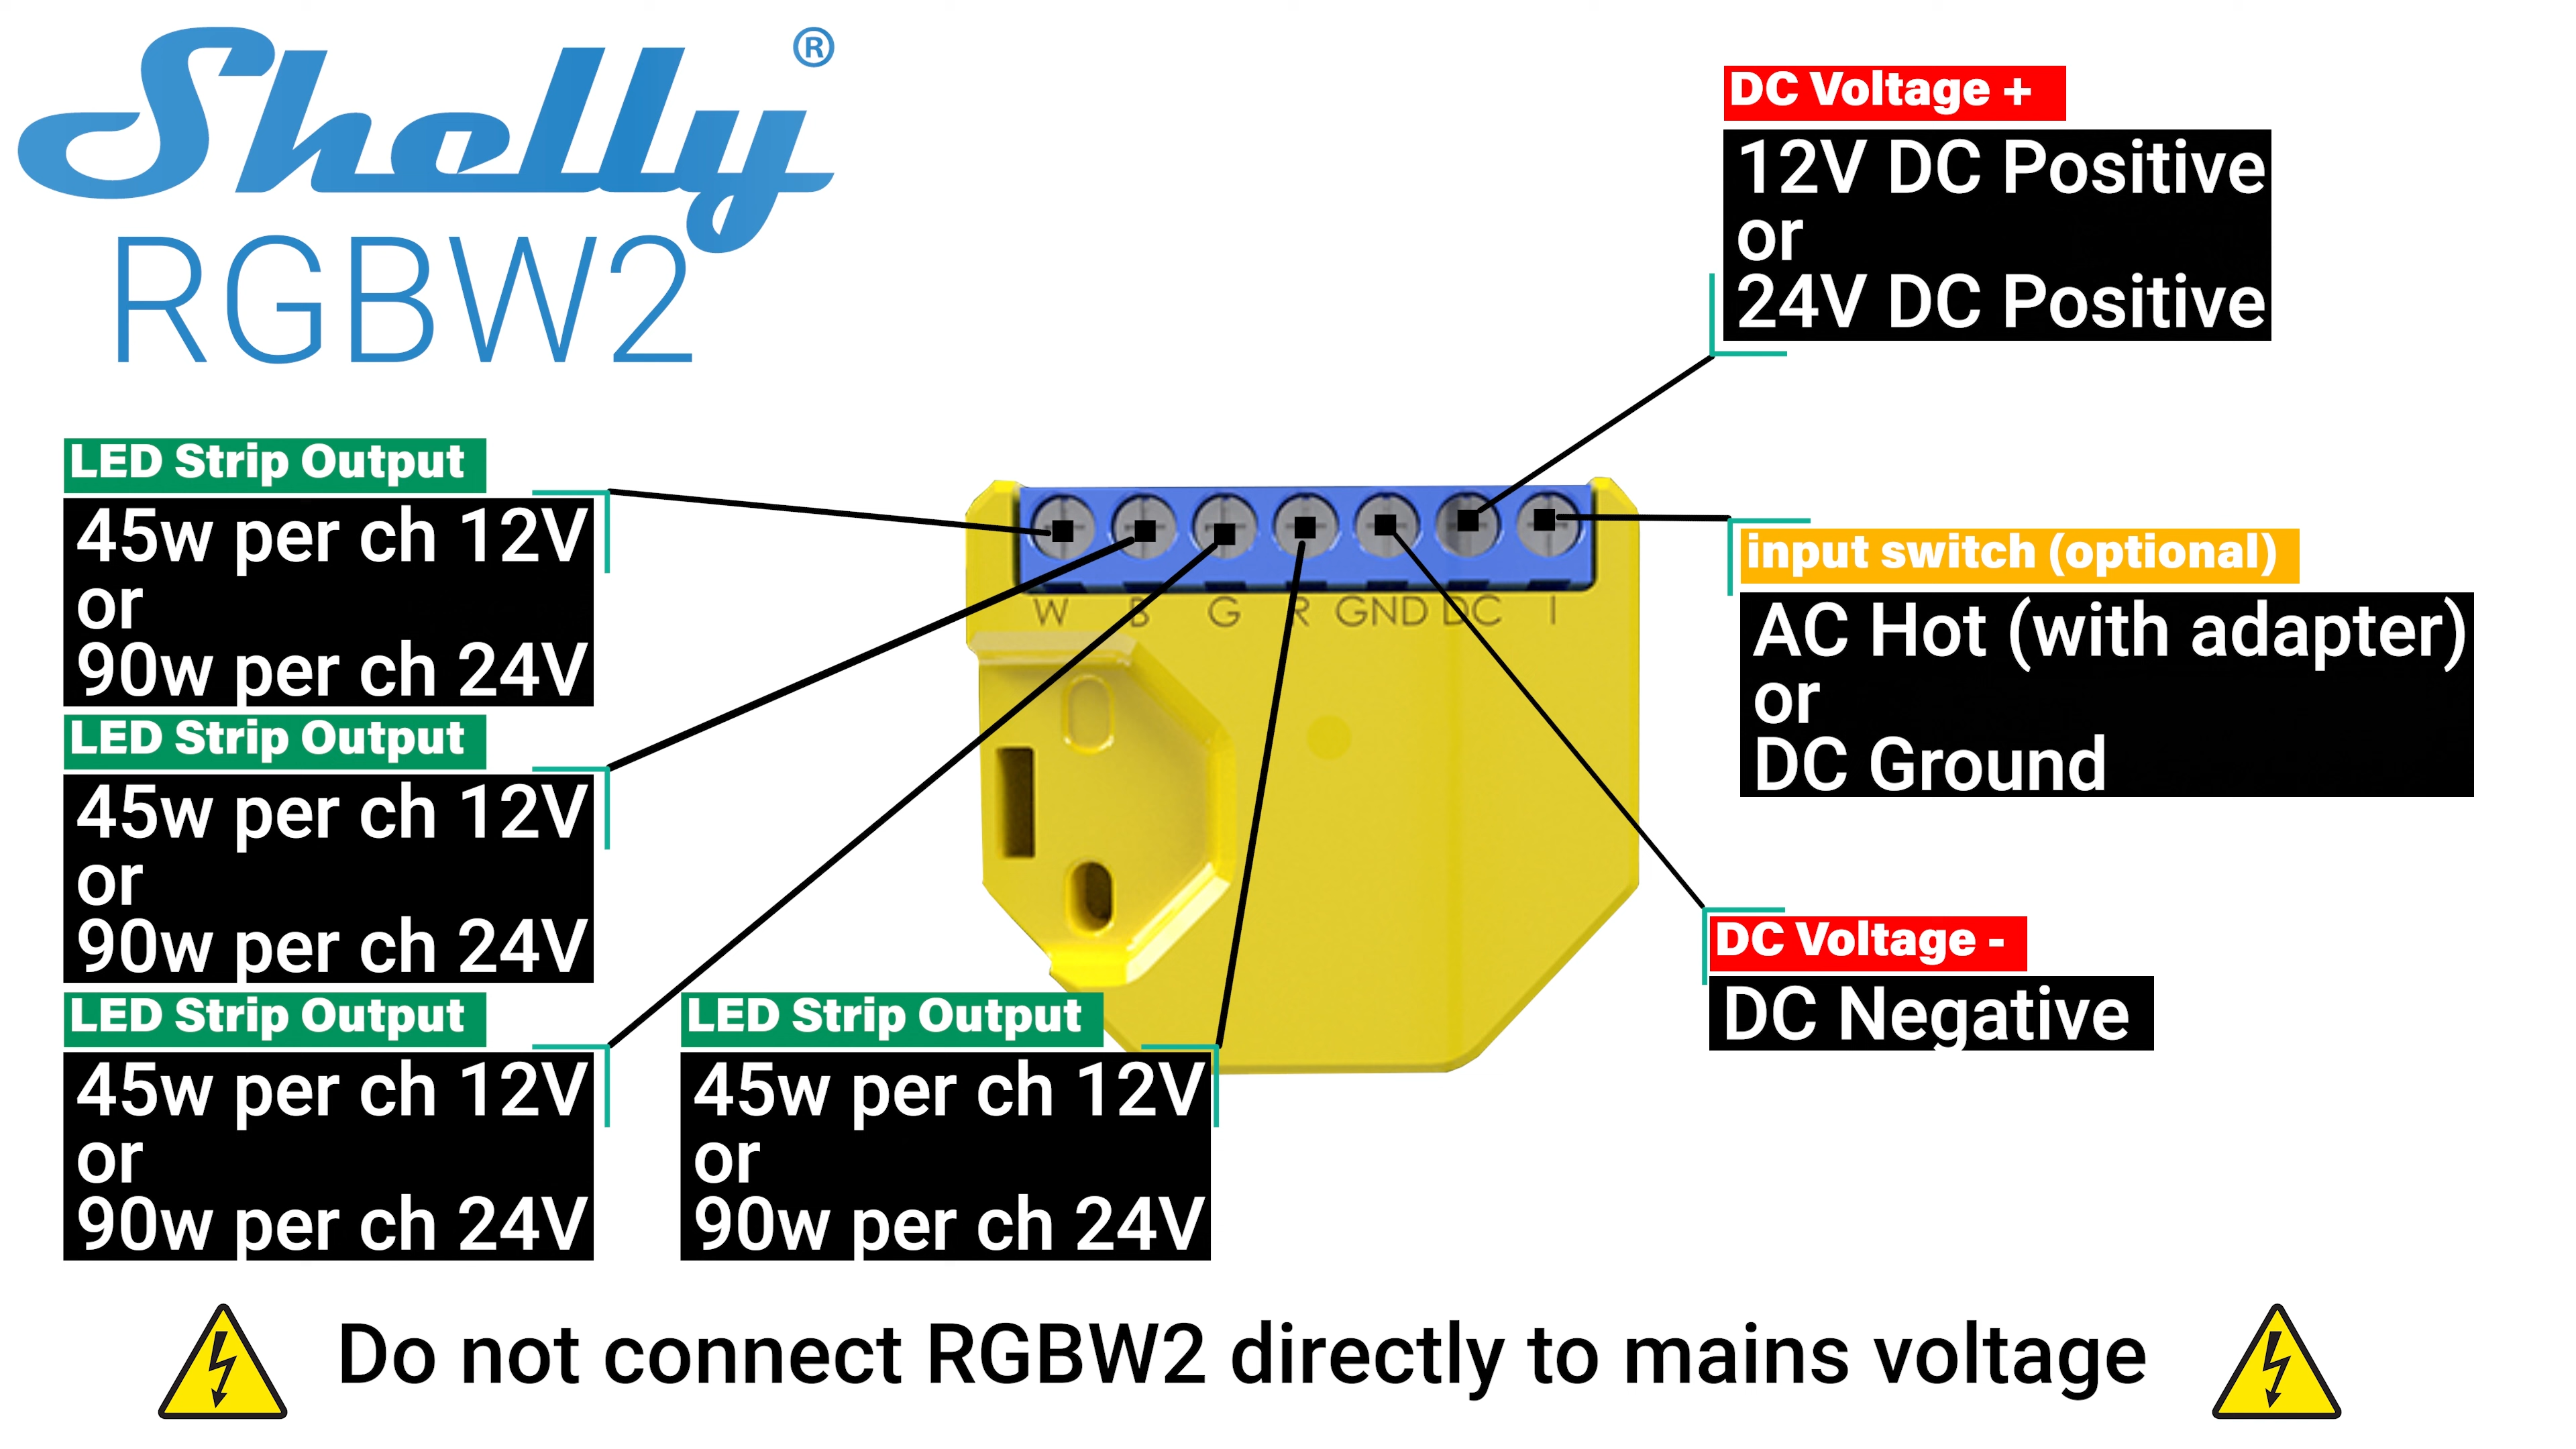 Shelly®
RGBW2
DC Voltage +
12V DC Positive
or
24V DC Positive
LED Strip Output
45w per ch 12V
or
90w per ch 24V
W B G R GND DC I
input switch (optional)
AC Hot (with adapter)
or
DC Ground
LED Strip Output
45w per ch 12V
or
90w per ch 24V
DC Voltage -
DC Negative
LED Strip Output
45w per ch 12V
or
90w per ch 24V
LED Strip Output
45w per ch 12V
or
90w per ch 24V
Do not connect RGBW2 directly to mains voltage